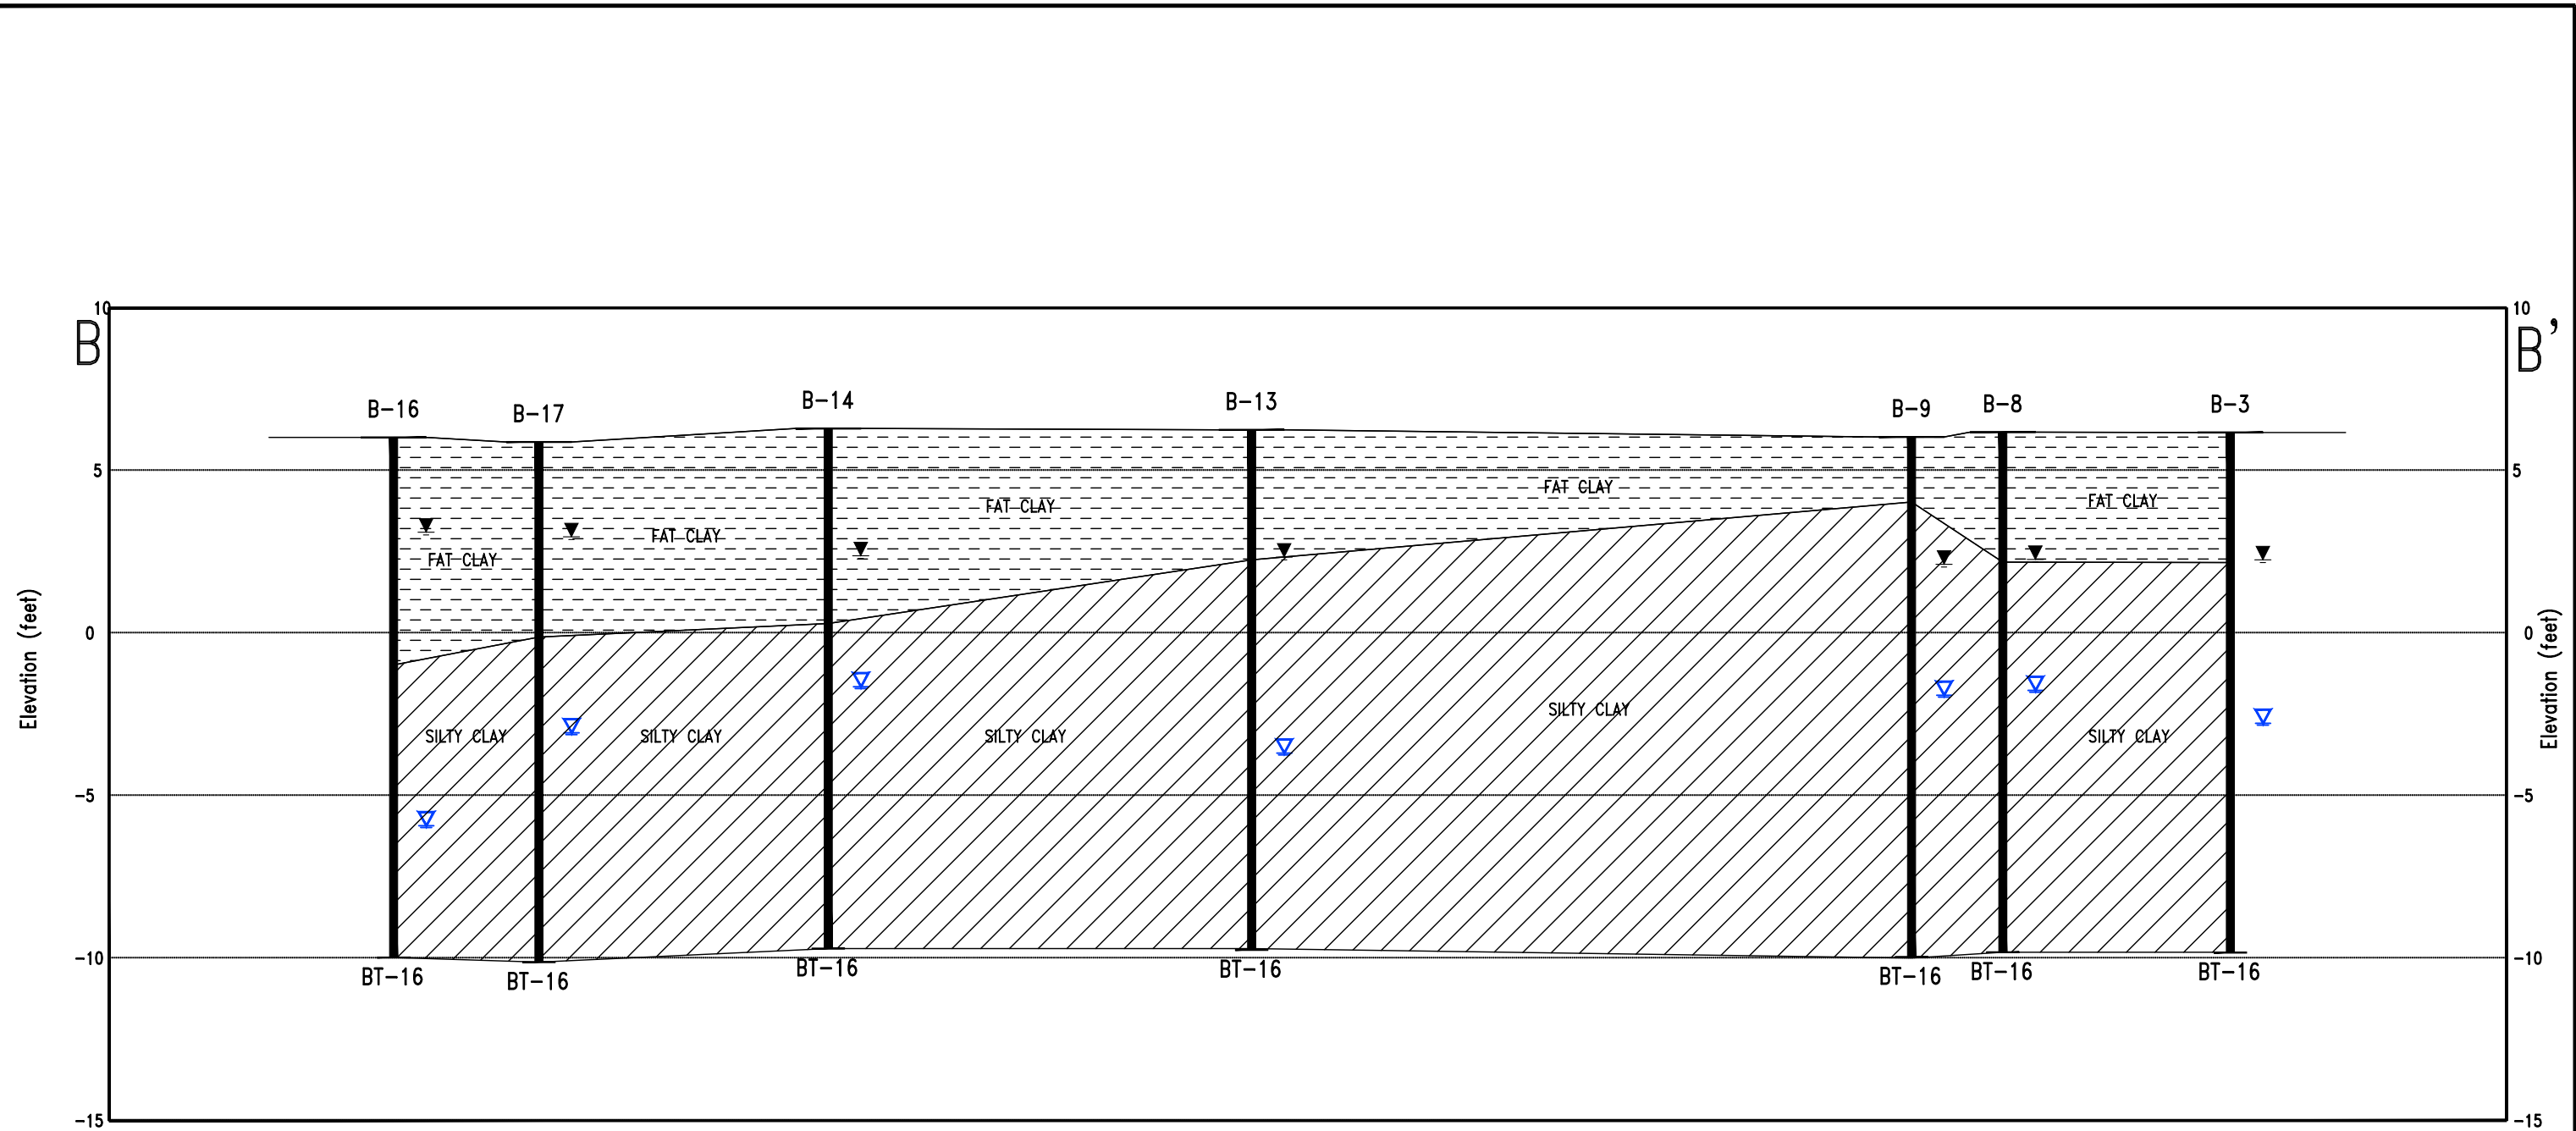 10
10
B
B'
B-16
B-17
B-14
B-13
B-9
B-8
B-3
5
5
FAT CLAY
FAT CLAY
FAT CLAY
FAT CLAY
FAT CLAY
Elevation (feet)
Elevation (feet)
0
0
SILTY CLAY
SILTY CLAY
SILTY CLAY
SILTY CLAY
SILTY CLAY
-5
-5
-10
-10
BT-16
BT-16
BT-16
BT-16
BT-16
BT-16
BT-16
-15
-15